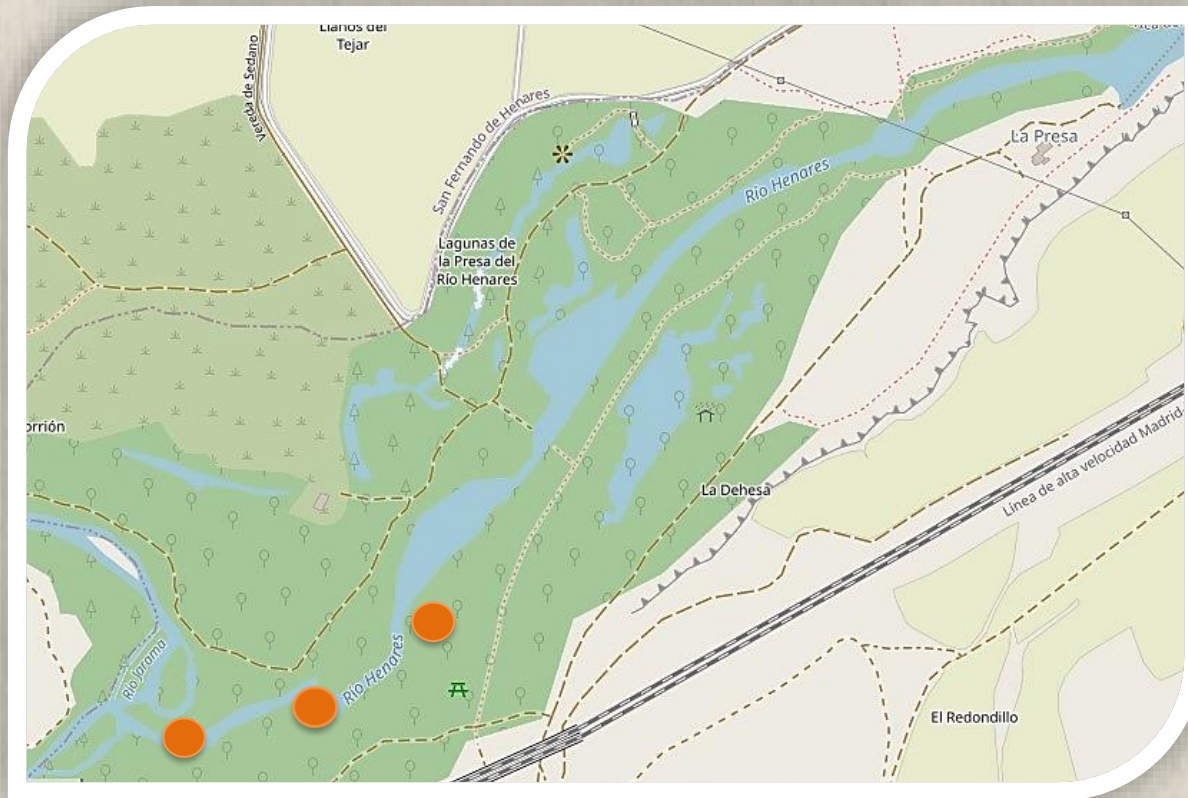 Llanos del
Tejar
Vereda de Sedano
San Fernando de Henares
La Presa
Río Henares
Lagunas de
la Presa del
Río Henares
orrión
La Dehesa
Línea de alta velocidad Madrid-
Río Henares
Río Jarama
El Redondillo